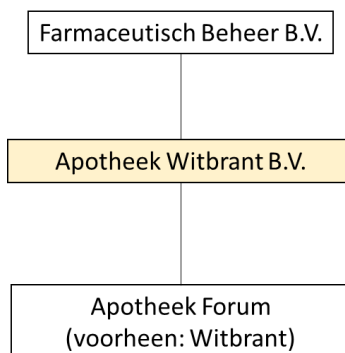 Farmaceutisch Beheer B.V.
Apotheek Witbrant B.V.
Apotheek Forum
(voorheen: Witbrant)